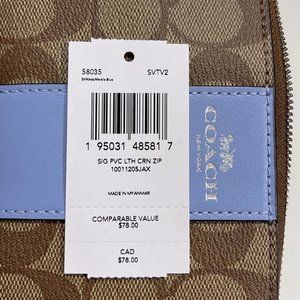 58035
SVTV2
1 95031 48581 7
SIG PVC LTH CRN ZIP
1001120SJAX
MADE IN MYANMAR
COMPARABLE VALUE
$78.00
CAD
$78.00
COACH
NEW YORK